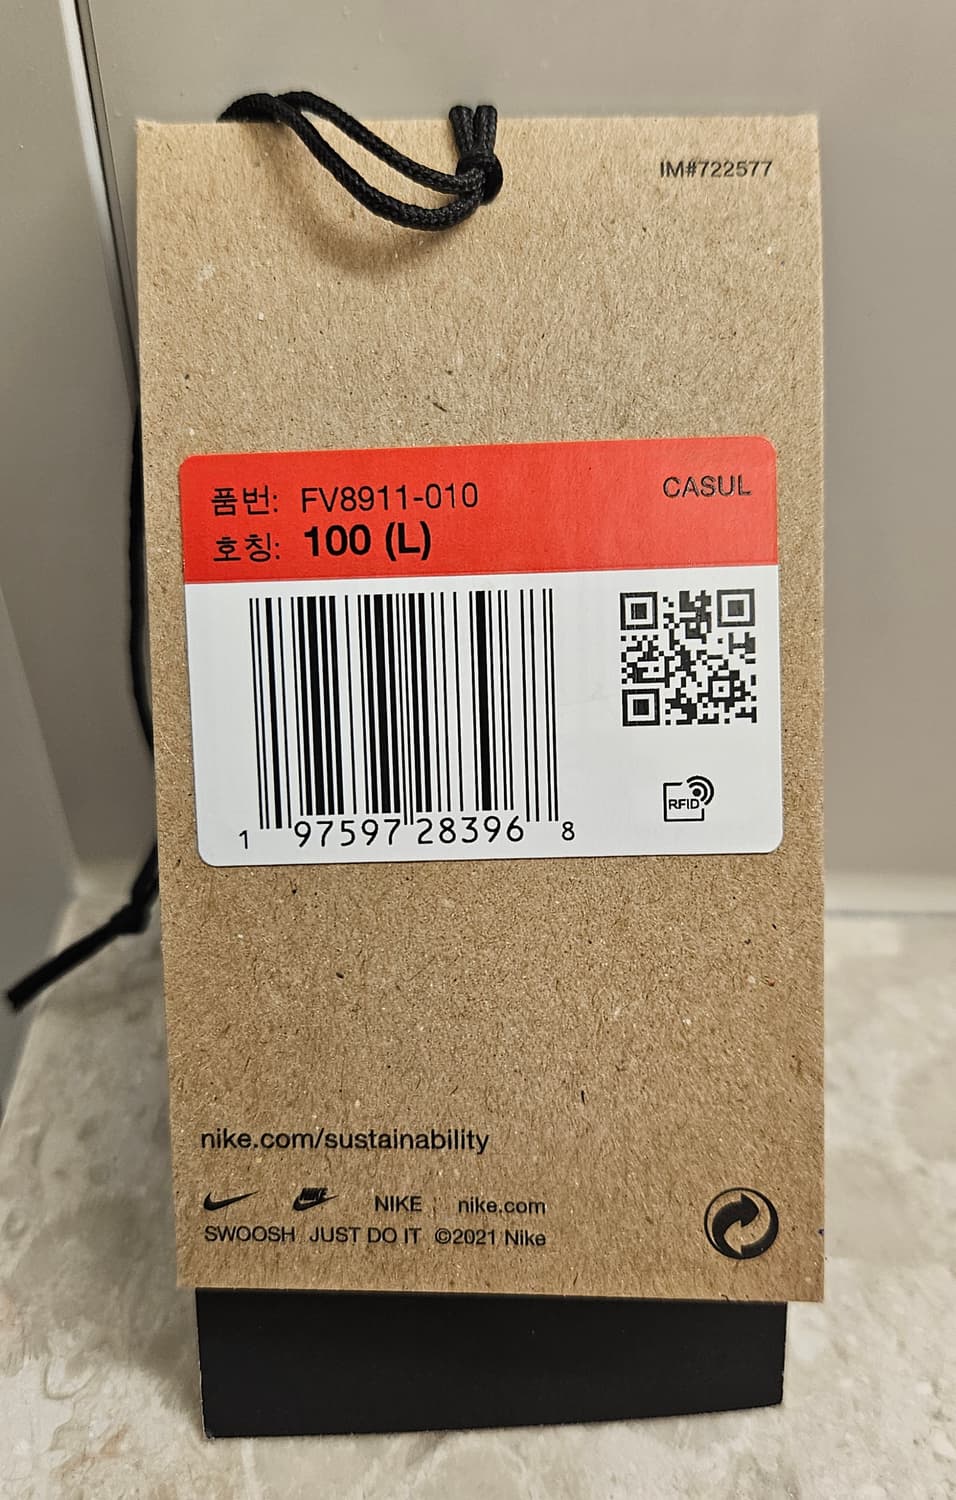 IM#722577
품번: FV8911-010
CASUL
호칭: 100 (L)
1 97597 28396 8
RFID
nike.com/sustainability
NIKE NIKE nike.com
SWOOSH JUST DO IT ©2021 Nike